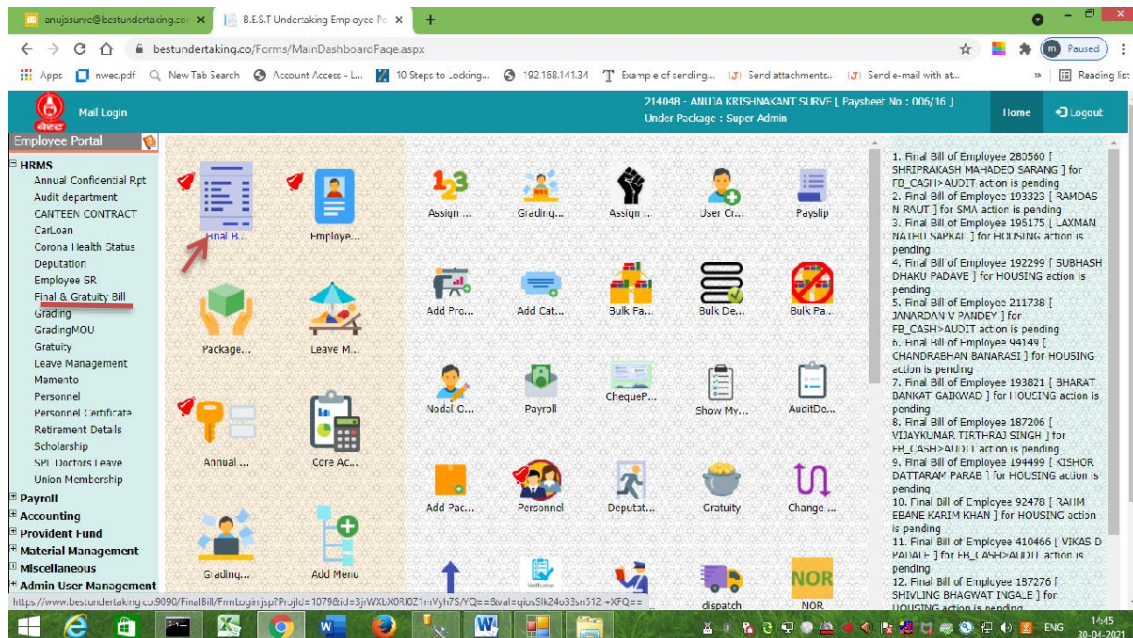 anujasurve@bestundertaking.co
B.E.S.T Undertaking Employee Po
bestundertaking.co/Forms/MainDashboardPage.aspx
Paused
Apps
nwec.pdf
New Tab Search
Account Access - L...
10 Steps to Locking...
192.168.141.34
Example of sending...
Send attachments...
Send e-mail with at...
Reading list
Mail Login
214048 - ANUJA KRISHNAKANT SURVE [ Paysheet No : 006/16 ]
Under Package : Super Admin
Home
Logout
Employee Portal
HRMS
Annual Confidential Rpt
Audit department
CANTEEN CONTRACT
CarLoan
Corona Health Status
Deputation
Employee SR
Final & Gratuity Bill
Grading
GradingMOU
Gratuity
Leave Management
Memento
Personnel
Personnel Certificate
Retirement Details
Scholarship
SPL Doctors Leave
Union Membership
Payroll
Accounting
Provident Fund
Material Management
Miscellaneous
Admin User Management
Final B...
Employe...
Package...
Leave M...
Annual ...
Core Ac...
Grading...
Add Menu
Assign ...
Grading...
Assign ...
User Cr...
Payslip
Add Pro...
Add Cat...
Bulk Pa...
Bulk De...
Bulk Pa...
Nodal O...
Payroll
ChequeP...
Show My...
AuditDe...
Add Pac...
Personnel
Deputat...
Gratuity
Change ...
dispatch
NOR
NOR
1. Final Bill of Employee 280560 [
SHRIPRAKASH MAHADEO SARANG ] for
FB_CASH>AUDIT action is pending
2. Final Bill of Employee 193323 [ RAMDAS
N RAUT ] for SMA action is pending
3. Final Bill of Employee 196175 [ LAXMAN
NATHU SAPKAL ] for HOUSING action is
pending
4. Final Bill of Employee 192299 [ SUBHASH
DHAKU PADAVE ] for HOUSING action is
pending
5. Final Bill of Employee 211738 [
JANARDAN V PANDEY ] for
FB_CASH>AUDIT action is pending
6. Final Bill of Employee 94149 [
CHANDRABHAN BANARASI ] for HOUSING
action is pending
7. Final Bill of Employee 193821 [ BHARAT
BANKAT GAIKWAD ] for HOUSING action is
pending
8. Final Bill of Employee 187206 [
VIJAYKUMAR TIRTHRAJ SINGH ] for
FB_CASH>AUDIT action is pending
9. Final Bill of Employee 194499 [ KISHOR
DATTARAM PARAB ] for HOUSING action is
pending
10. Final Bill of Employee 92478 [ RAHIM
EBANE KARIM KHAN ] for HOUSING action
is pending
11. Final Bill of Employee 410466 [ VIKAS D
PADALE ] for FB_CASH>AUDIT action is
pending
12. Final Bill of Employee 187276 [
SHIVLING BHAGWAT INGALE ] for
HOUSING action is pending
ENG
14:45
30-04-2021